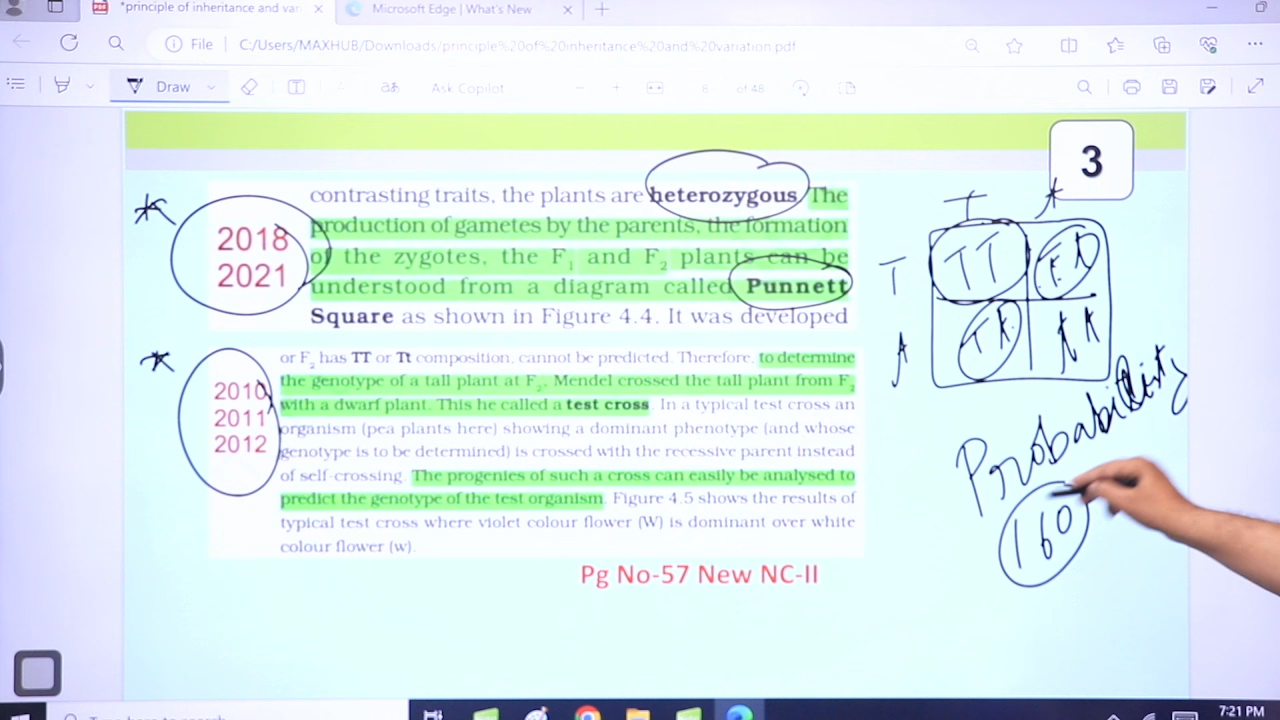 *principle of inheritance and var
Microsoft Edge | What's New
File C:/Users/MAXHUB/Downloads/principle%20of%20inheritance%20and%20variation.pdf
Draw
Ask Copilot
8 of 48
3
contrasting traits, the plants are heterozygous. The
production of gametes by the parents, the formation
of the zygotes, the F1 and F2 plants can be
understood from a diagram called Punnett
Square as shown in Figure 4.4. It was developed
2018
2021
or F2 has TT or Tt composition, cannot be predicted. Therefore, to determine
the genotype of a tall plant at F2, Mendel crossed the tall plant from F2
with a dwarf plant. This he called a test cross. In a typical test cross an
organism (pea plants here) showing a dominant phenotype (and whose
genotype is to be determined) is crossed with the recessive parent instead
of self-crossing. The progenies of such a cross can easily be analysed to
predict the genotype of the test organism. Figure 4.5 shows the results of
typical test cross where violet colour flower (W) is dominant over white
colour flower (w).
2010
2011
2012
Pg No-57 New NC-II
T
T
TT
Probability
160
7:21 PM